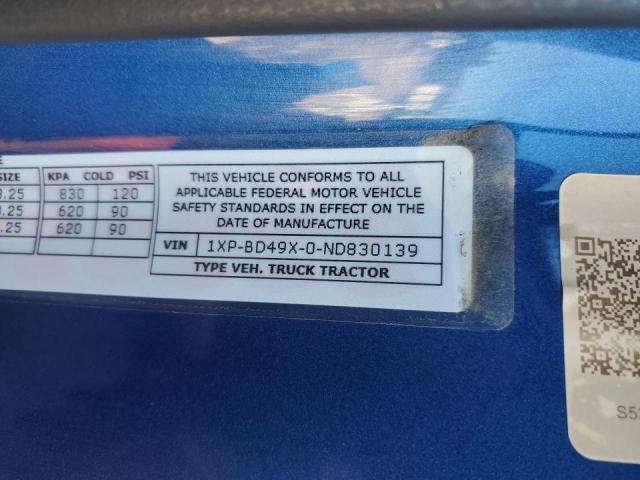 SIZE KPA COLD PSI
.25 830 120
.25 620 90
.25 620 90
THIS VEHICLE CONFORMS TO ALL
APPLICABLE FEDERAL MOTOR VEHICLE
SAFETY STANDARDS IN EFFECT ON THE
DATE OF MANUFACTURE
VIN 1XP-BD49X-0-ND830139
TYPE VEH. TRUCK TRACTOR